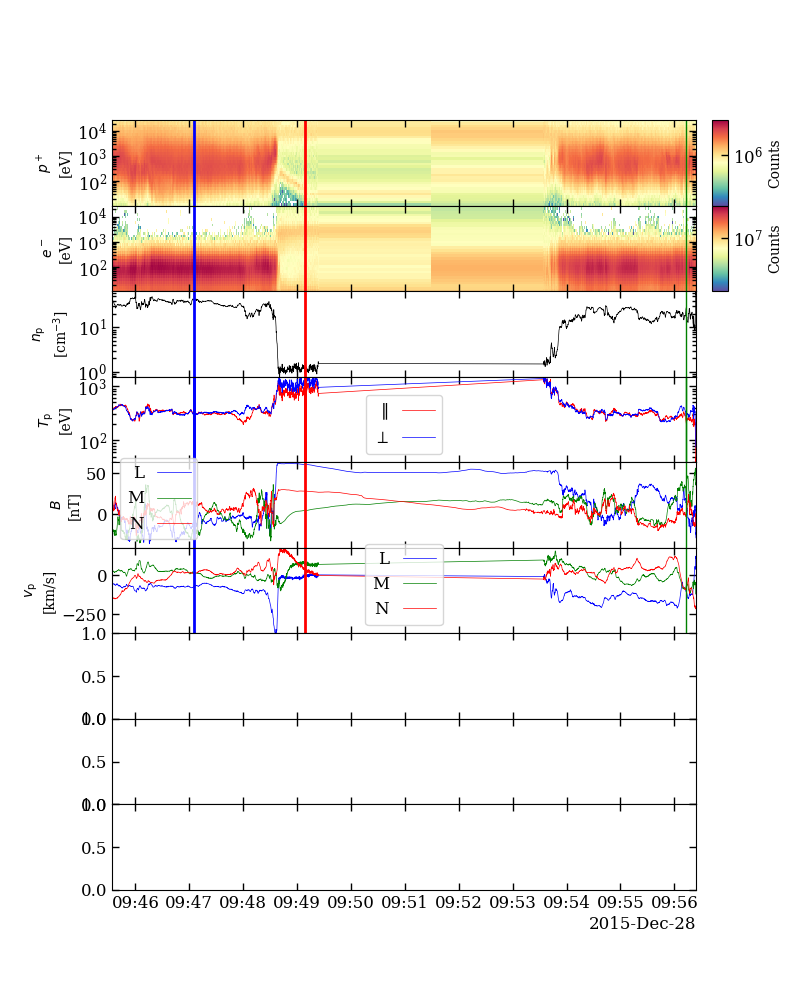 10⁴
10³
10²
p⁺
[eV]
10⁶
Counts
10⁴
10³
10²
e⁻
[eV]
10⁷
Counts
10¹
10⁰
nₚ
[cm⁻³]
10³
10²
Tₚ
[eV]
∥
⊥
50
0
B
[nT]
L
M
N
0
−250
vₚ
[km/s]
L
M
N
1.0
0.5
0.0
1.0
0.5
0.0
1.0
0.5
0.0
09:46 09:47 09:48 09:49 09:50 09:51 09:52 09:53 09:54 09:55 09:56
2015-Dec-28